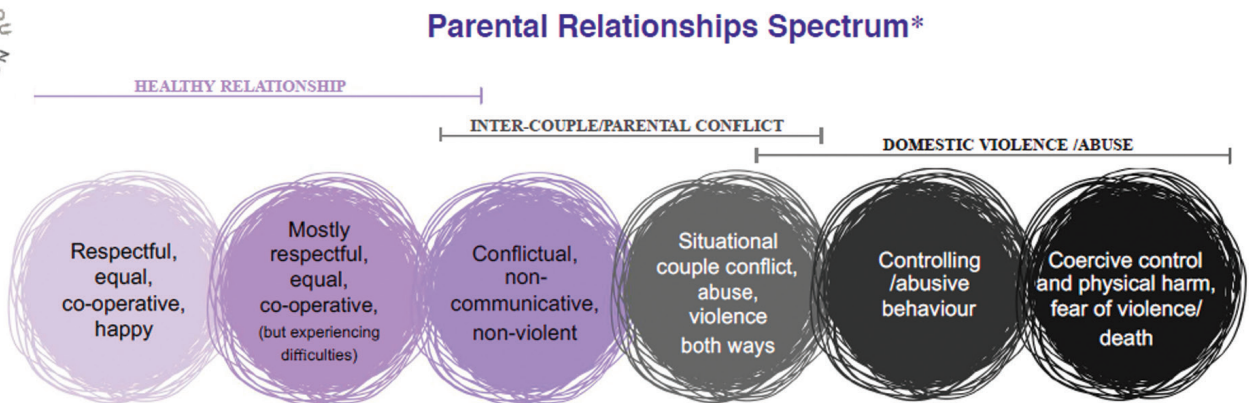 Parental Relationships Spectrum*
HEALTHY RELATIONSHIP
INTER-COUPLE/PARENTAL CONFLICT
DOMESTIC VIOLENCE /ABUSE
Respectful,
equal,
co-operative,
happy
Mostly
respectful,
equal,
co-operative,
(but experiencing
difficulties)
Conflictual,
non-
communicative,
non-violent
Situational
couple conflict,
abuse,
violence
both ways
Controlling
/abusive
behaviour
Coercive control
and physical harm,
fear of violence/
death